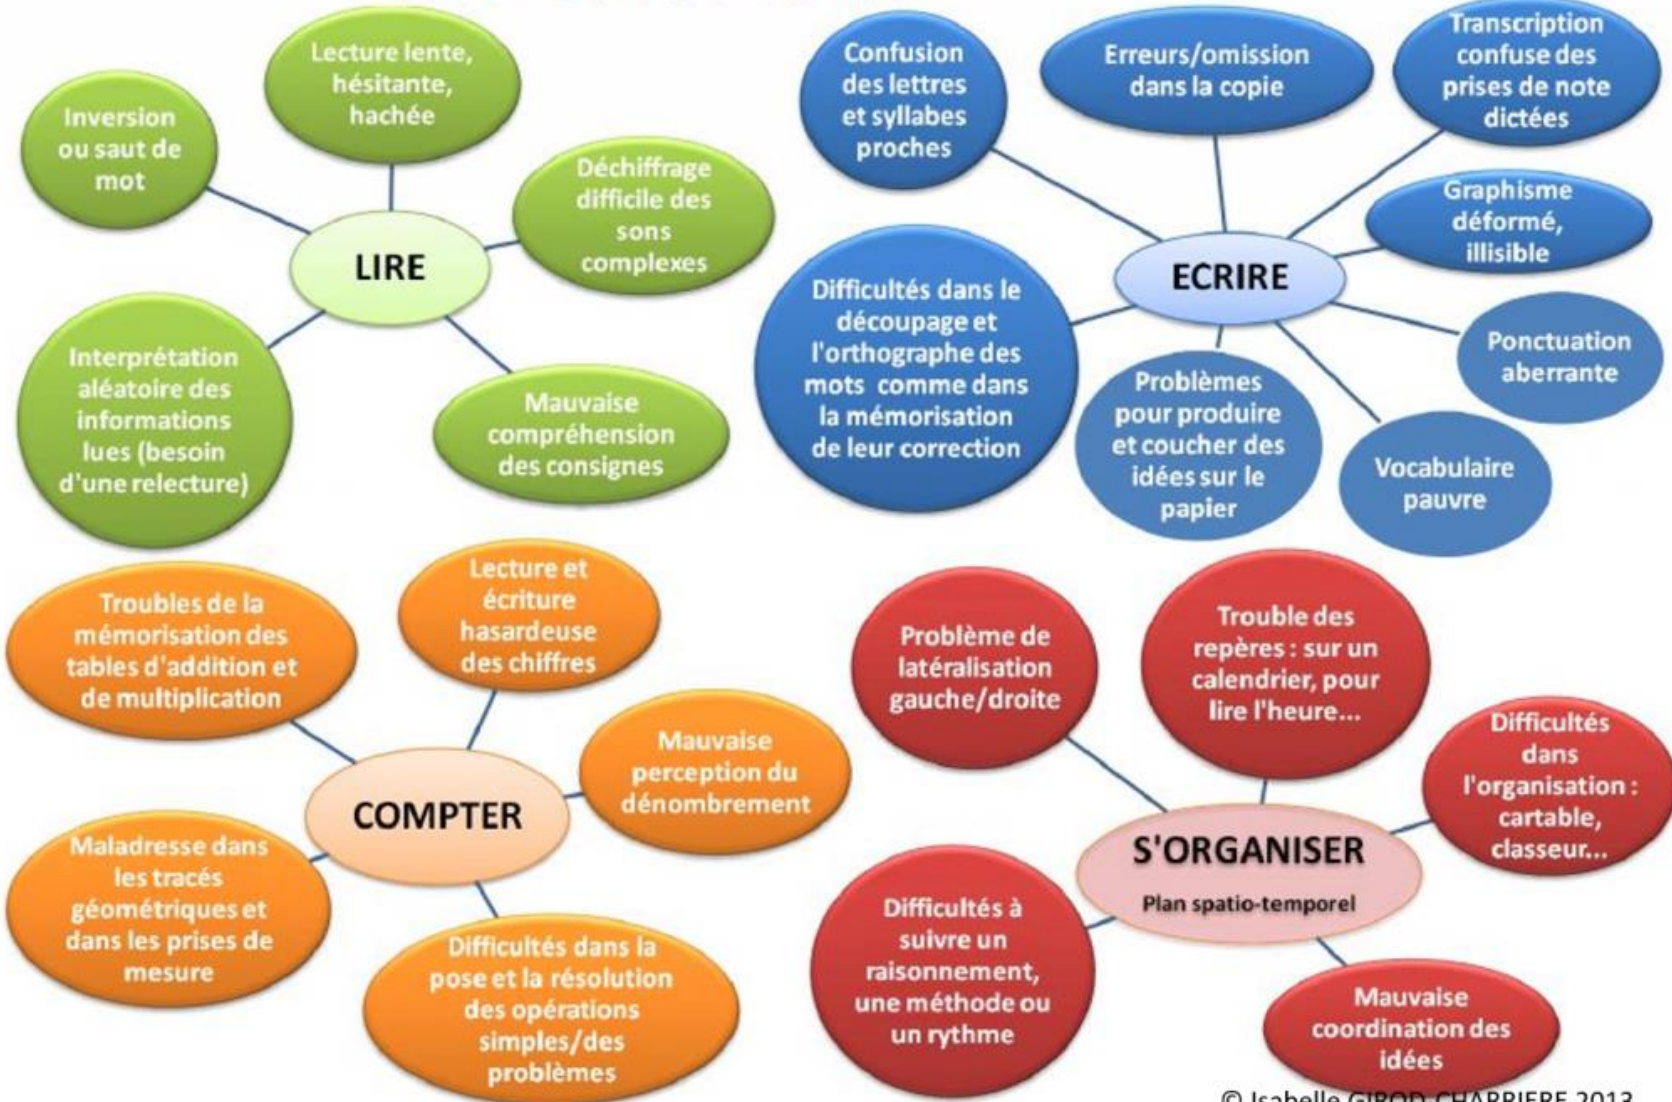 Lecture lente,
hésitante,
hachée
Inversion
ou saut de
mot
Déchiffrage
difficile des
sons
complexes
LIRE
Interprétation
aléatoire des
informations
lues (besoin
d'une relecture)
Mauvaise
compréhension
des consignes
Confusion
des lettres
et syllabes
proches
Erreurs/omission
dans la copie
Transcription
confuse des
prises de note
dictées
Graphisme
déformé,
illisible
ECRIRE
Difficultés dans le
découpage et
l'orthographe des
mots comme dans
la mémorisation
de leur correction
Problèmes
pour produire
et coucher des
idées sur le
papier
Vocabulaire
pauvre
Ponctuation
aberrante
Troubles de la
mémorisation des
tables d'addition et
de multiplication
Lecture et
écriture
hasardeuse
des chiffres
Mauvaise
perception du
dénombrement
COMPTER
Maladresse dans
les tracés
géométriques et
dans les prises de
mesure
Difficultés dans la
pose et la résolution
des opérations
simples/des
problèmes
Problème de
latéralisation
gauche/droite
Trouble des
repères : sur un
calendrier, pour
lire l'heure...
Difficultés
dans
l'organisation :
cartable,
classeur...
S'ORGANISER
Plan spatio-temporel
Difficultés à
suivre un
raisonnement,
une méthode ou
un rythme
Mauvaise
coordination des
idées
© Isabelle GIROD-CHARRIERE 2013